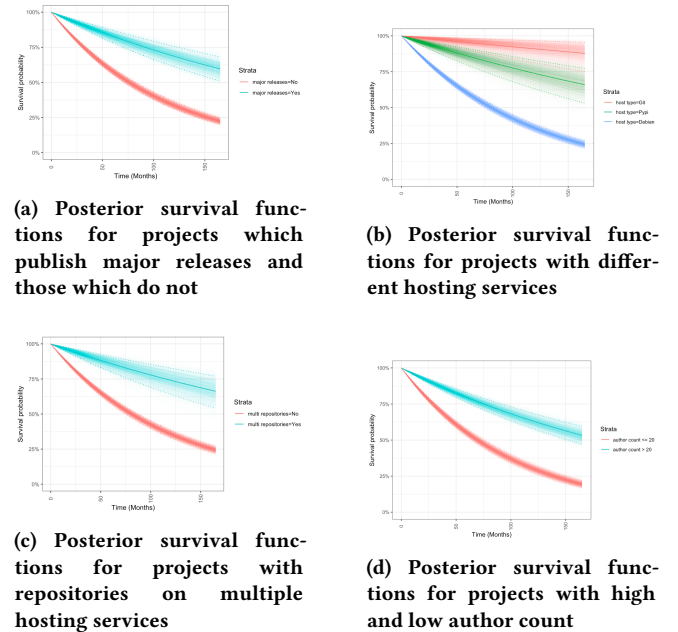 100%
75%
50%
25%
0%
Survival probability
0
50
100
150
Time (Months)
Strata
major releases=No
major releases=Yes
(a) Posterior survival func-
tions for projects which
publish major releases and
those which do not
100%
75%
50%
25%
0%
Survival probability
0
50
100
150
Time (Months)
Strata
host type=Git
host type=Pypi
host type=Debian
(b) Posterior survival func-
tions for projects with differ-
ent hosting services
100%
75%
50%
25%
0%
Survival probability
0
50
100
150
Time (Months)
Strata
multi repositories=No
multi repositories=Yes
(c) Posterior survival func-
tions for projects with
repositories on multiple
hosting services
100%
75%
50%
25%
0%
Survival probability
0
50
100
150
Time (Months)
Strata
author count <= 20
author count > 20
(d) Posterior survival func-
tions for projects with high
and low author count